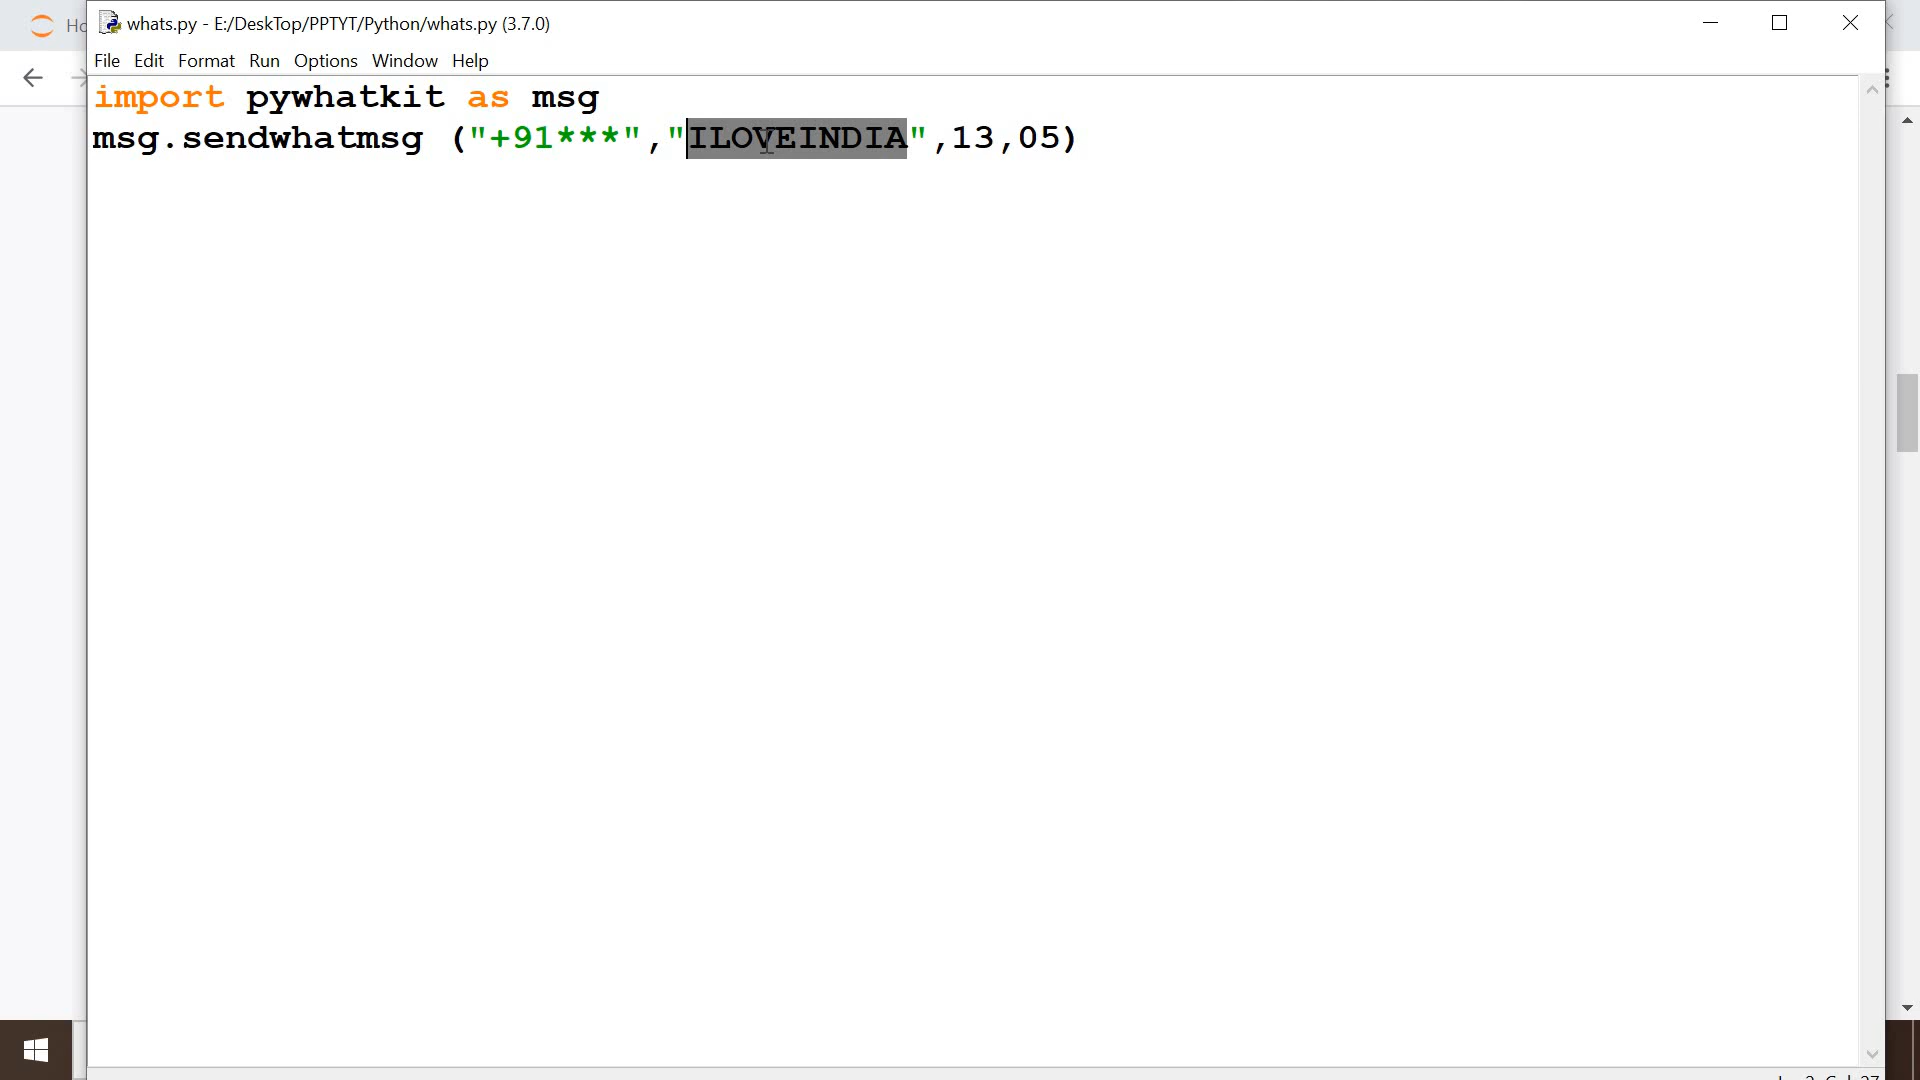 Ho
whats.py - E:/DeskTop/PPTYT/Python/whats.py (3.7.0)
File Edit Format Run Options Window Help
import pywhatkit as msg
msg.sendwhatmsg ("+91***","ILOVEINDIA",13,05)